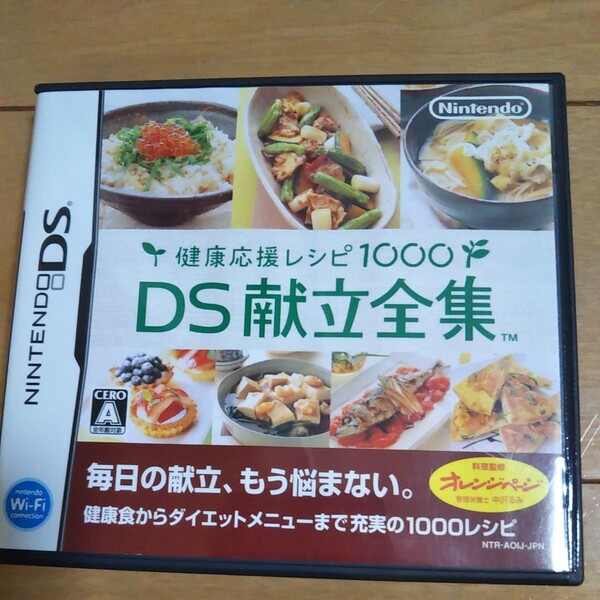 NINTENDO DS®
Nintendo®
健康応援レシピ1000
DS 献立全集™
CERO
A
全年齢対象
毎日の献立、もう悩まない。
健康食からダイエットメニューまで充実の1000レシピ
料理監修
オレンジページ
管理栄養士 中沢るみ
nintendo
Wi-Fi
connection
NTR-AOIJ-JPN